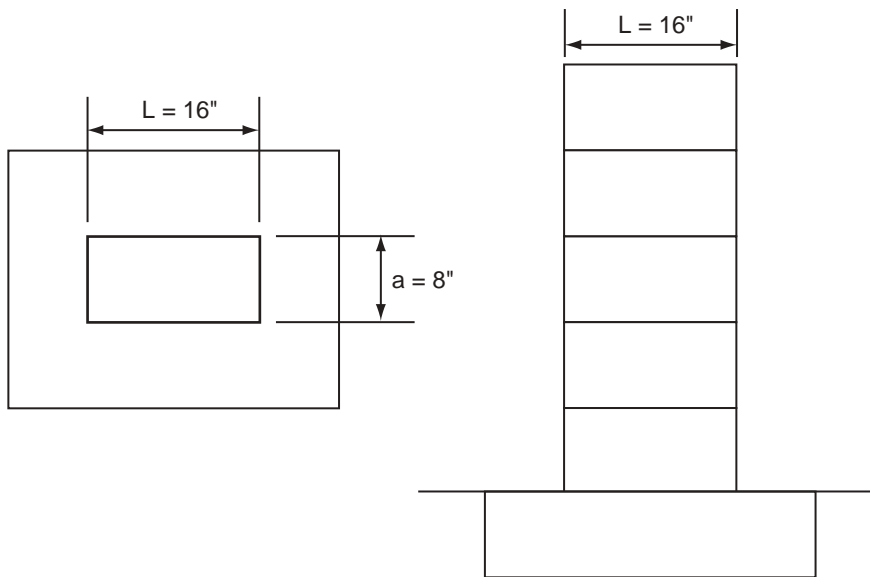 L = 16"
L = 16"
a = 8"